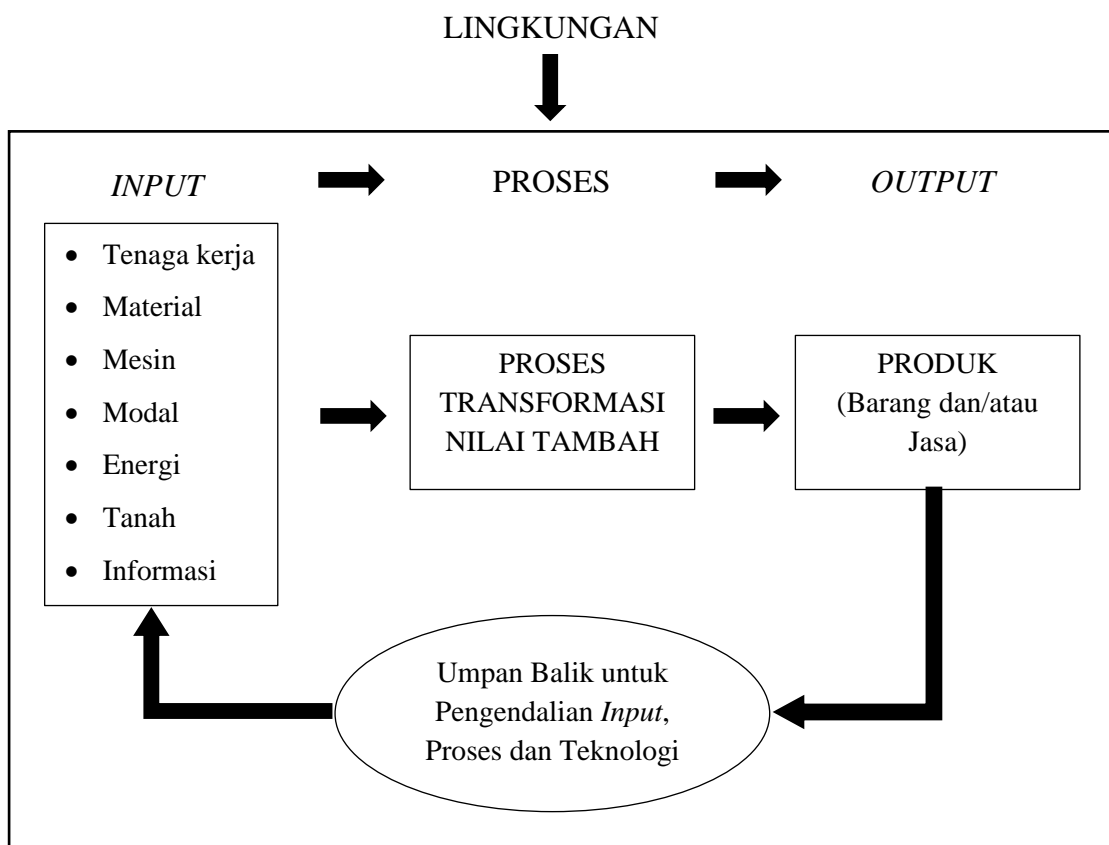 LINGKUNGAN
INPUT
PROSES
OUTPUT
• Tenaga kerja
• Material
• Mesin
• Modal
• Energi
• Tanah
• Informasi
PROSES
TRANSFORMASI
NILAI TAMBAH
PRODUK
(Barang dan/atau
Jasa)
Umpan Balik untuk
Pengendalian Input,
Proses dan Teknologi